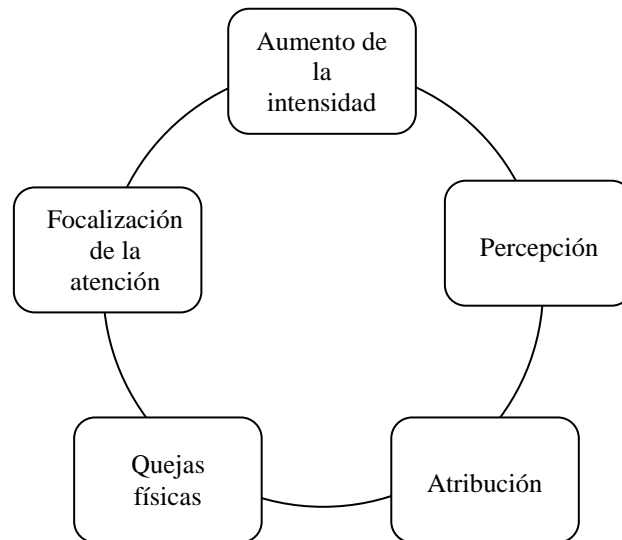 Aumento de
la
intensidad
Percepción
Atribución
Quejas
físicas
Focalización
de la
atención